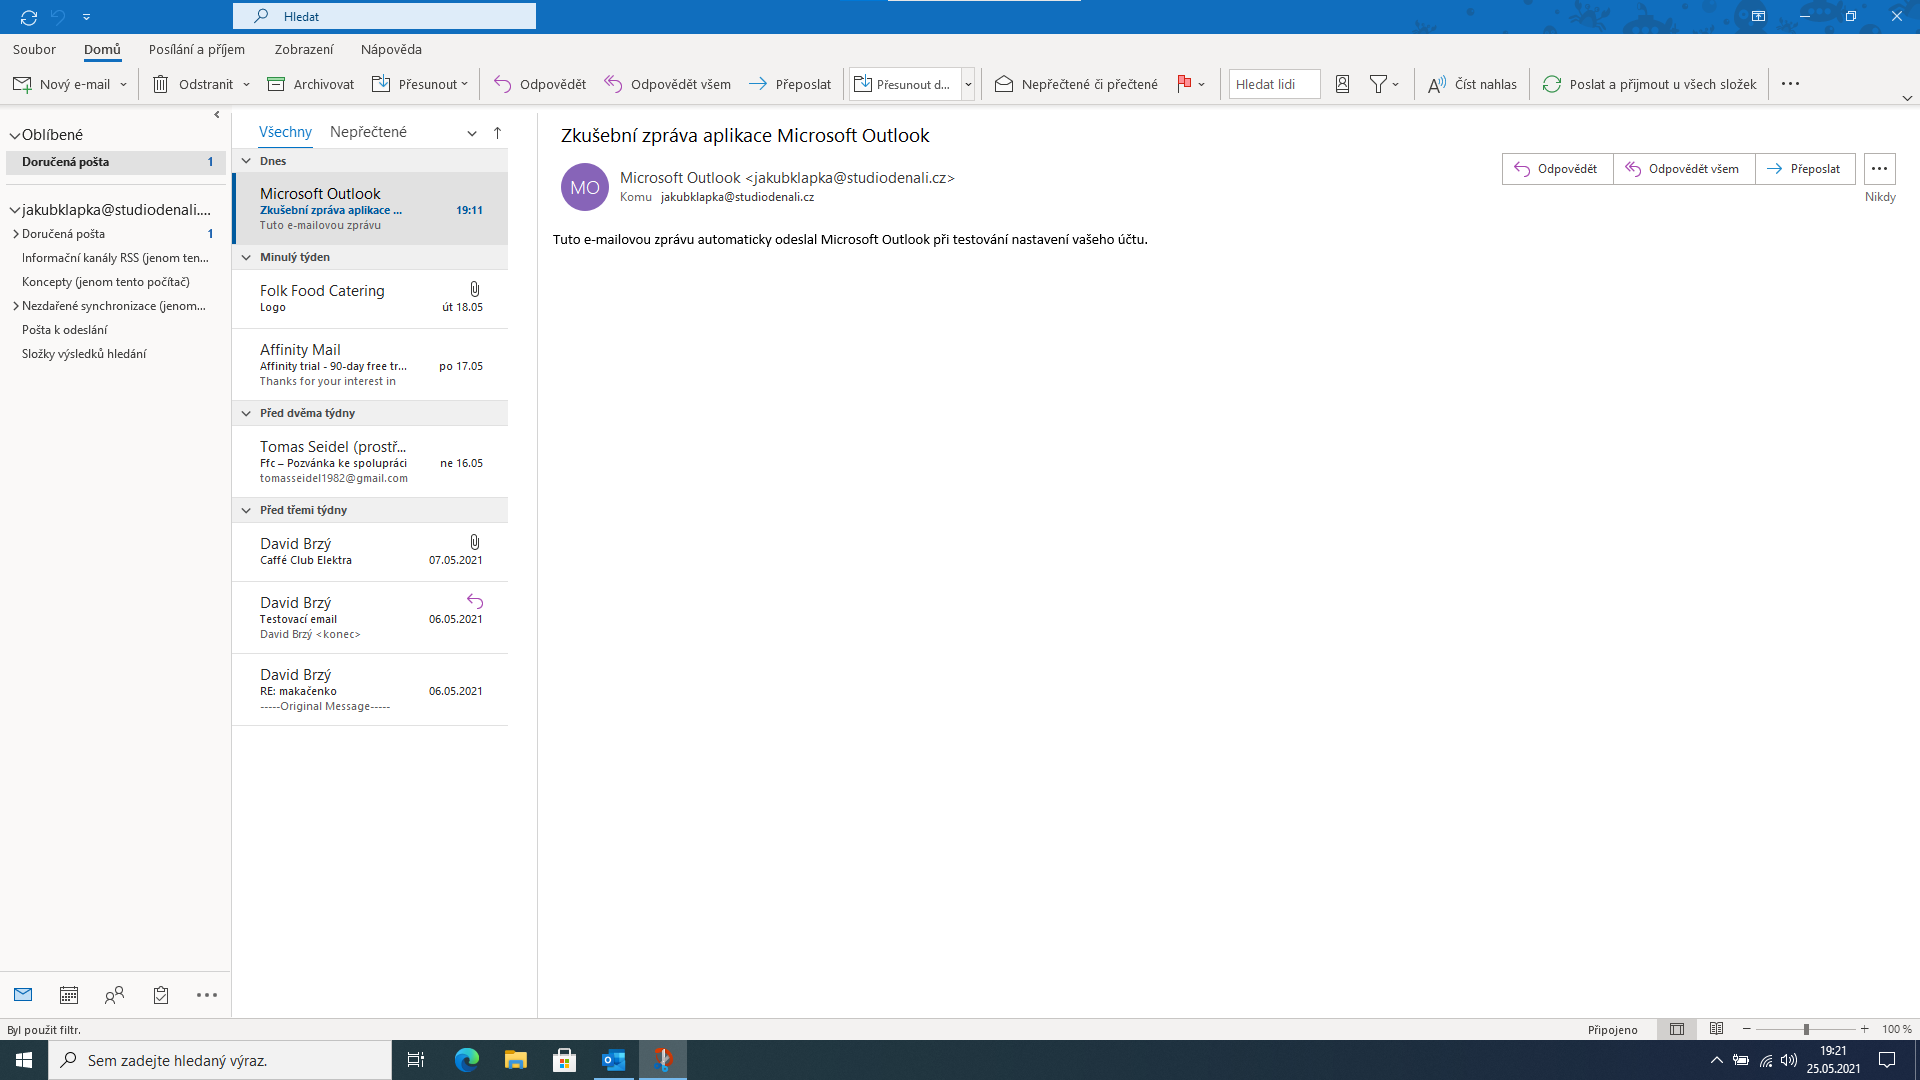 Hledat
Soubor Domů Posílání a příjem Zobrazení Nápověda
Nový e-mail Odstranit Archivovat Přesunout Odpovědět Odpovědět všem Přeposlat Přesunout d... Nepřečtené či přečtené Hledat lidi Číst nahlas Poslat a přijmout u všech složek
Oblíbené
Doručená pošta 1
jakubklapka@studiodenali....
Doručená pošta 1
Informační kanály RSS (jenom ten...
Koncepty (jenom tento počítač)
Nezdařené synchronizace (jenom...
Pošta k odeslání
Složky výsledků hledání
Všechny Nepřečtené
Dnes
Microsoft Outlook
Zkušební zpráva aplikace ... 19:11
Tuto e-mailovou zprávu
Minulý týden
Folk Food Catering
Logo út 18.05
Affinity Mail
Affinity trial - 90-day free tr... po 17.05
Thanks for your interest in
Před dvěma týdny
Tomas Seidel (prostř...
Ffc – Pozvánka ke spolupráci ne 16.05
tomasseidel1982@gmail.com
Před třemi týdny
David Brzý
Caffé Club Elektra 07.05.2021
David Brzý
Testovací email 06.05.2021
David Brzý <konec>
David Brzý
RE: makačenko 06.05.2021
-----Original Message-----
Zkušební zpráva aplikace Microsoft Outlook
MO
Microsoft Outlook <jakubklapka@studiodenali.cz>
Komu jakubklapka@studiodenali.cz
Odpovědět Odpovědět všem Přeposlat
Nikdy
Tuto e-mailovou zprávu automaticky odeslal Microsoft Outlook při testování nastavení vašeho účtu.
Byl použit filtr. Připojeno 100 %
Sem zadejte hledaný výraz.
19:21
25.05.2021